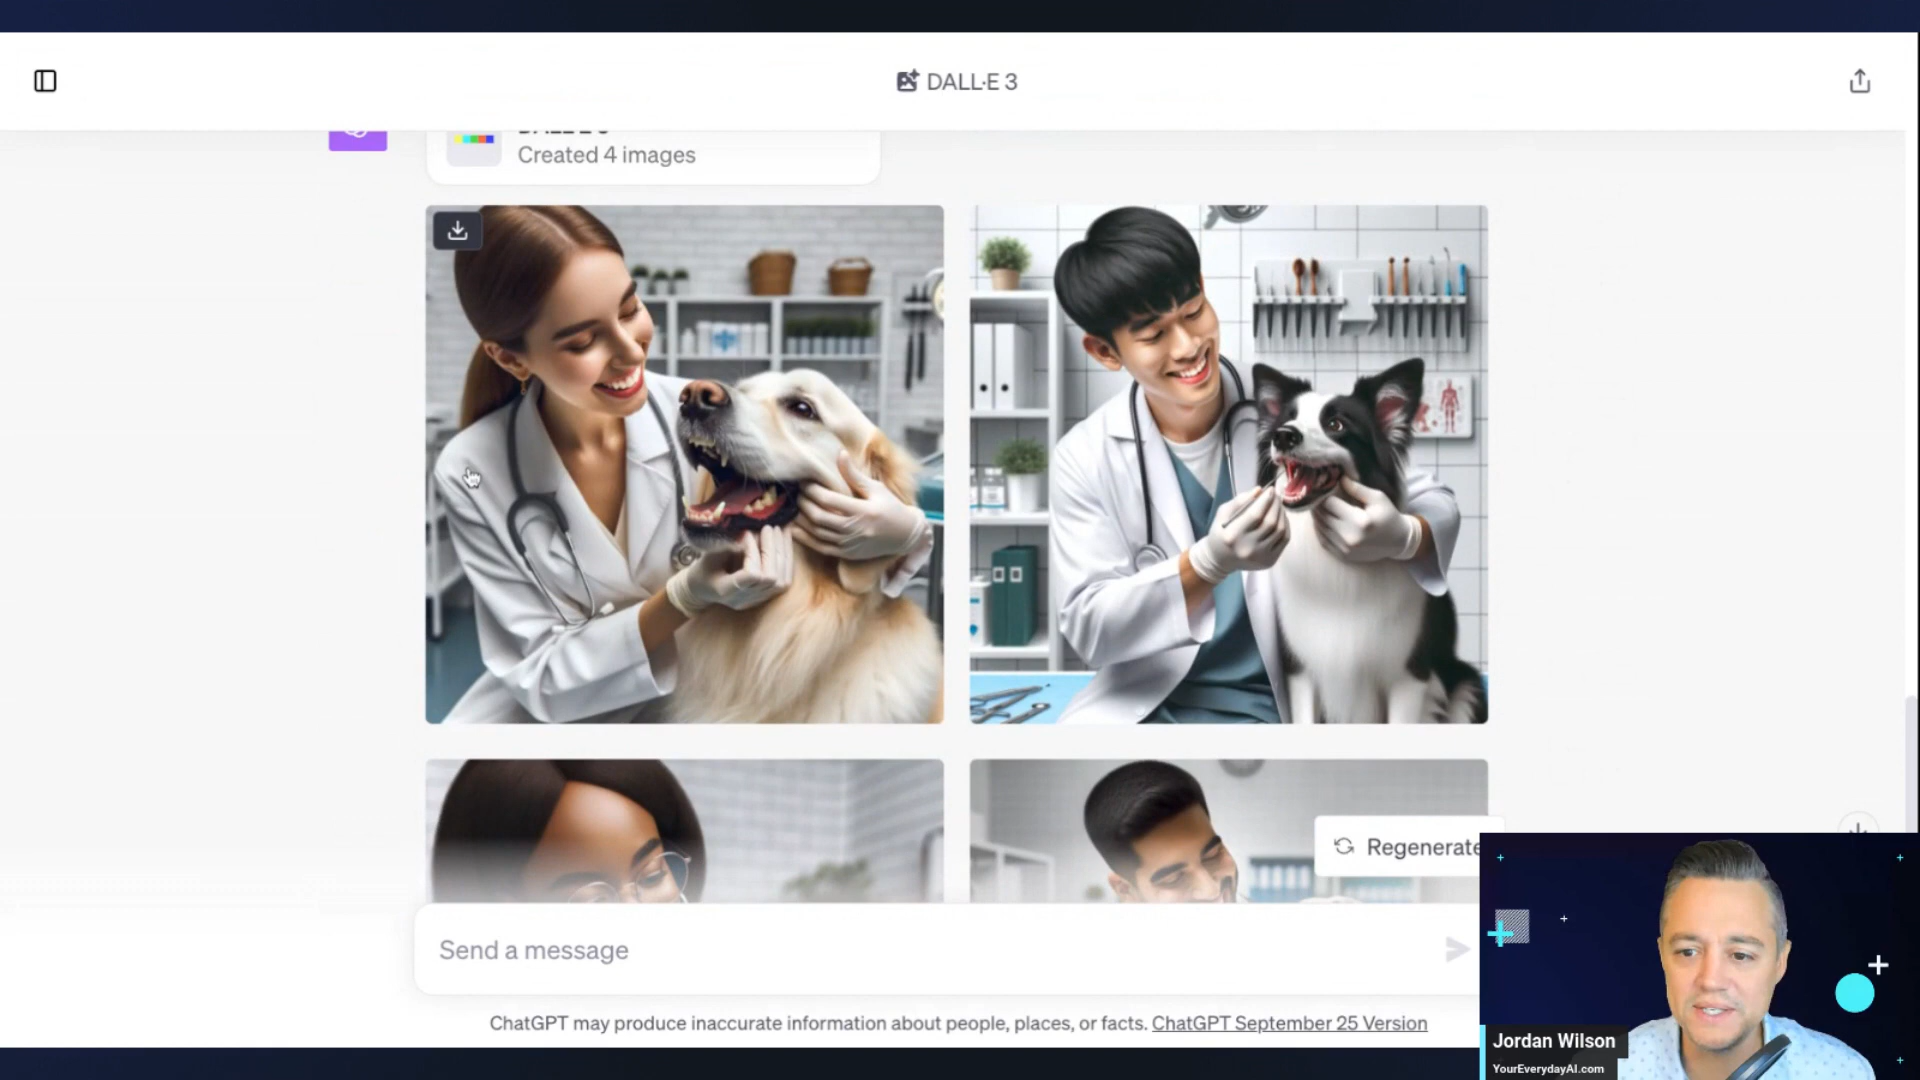 DALL·E 3
Created 4 images
Regenerate
Send a message
ChatGPT may produce inaccurate information about people, places, or facts. ChatGPT September 25 Version
Jordan Wilson
YourEverydayAI.com